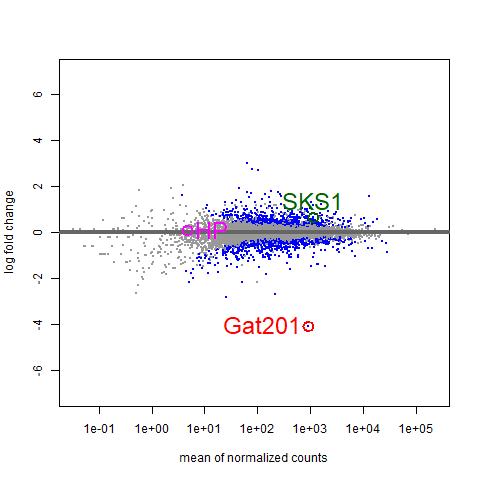 log fold change
6
4
2
0
-2
-4
-6
SKS1
HP
Gat201
1e-01 1e+00 1e+01 1e+02 1e+03 1e+04 1e+05
mean of normalized counts